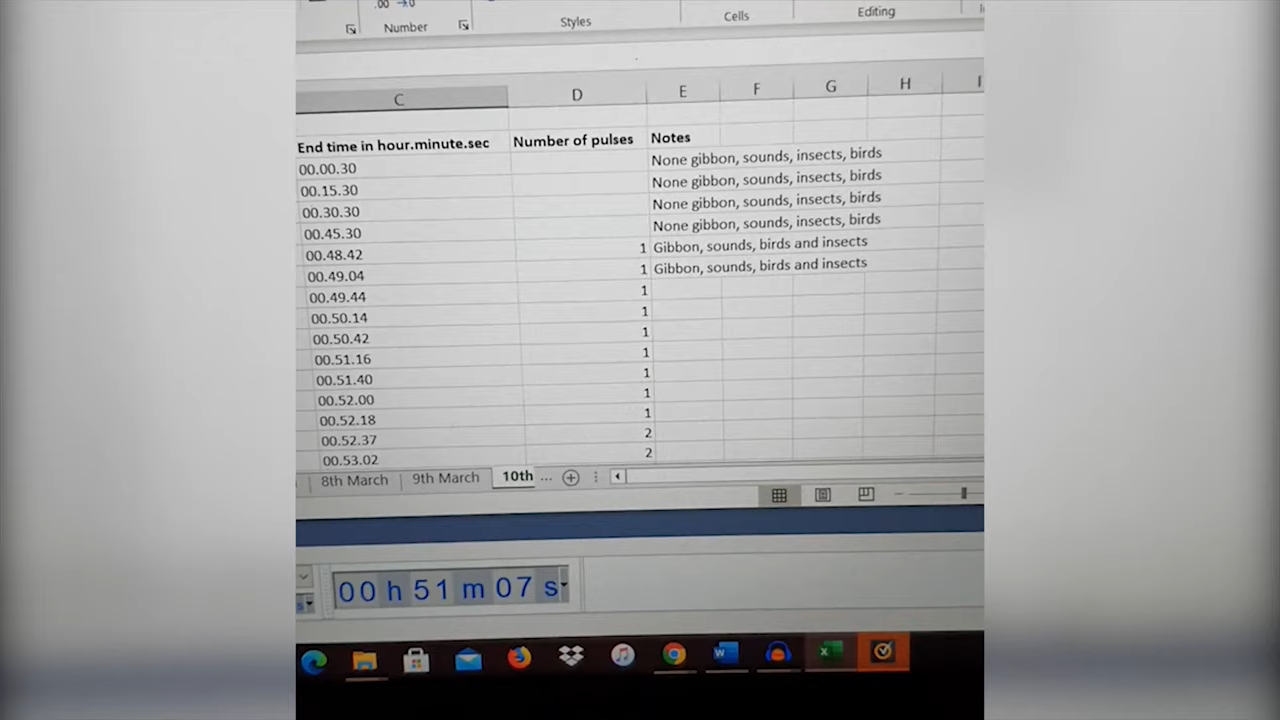 .00 →0
Number Styles Cells Editing
C D E F G H I
End time in hour.minute.sec Number of pulses Notes
00.00.30 None gibbon, sounds, insects, birds
00.15.30 None gibbon, sounds, insects, birds
00.30.30 None gibbon, sounds, insects, birds
00.45.30 None gibbon, sounds, insects, birds
00.48.42 1 Gibbon, sounds, birds and insects
00.49.04 1 Gibbon, sounds, birds and insects
00.49.44 1
00.50.14 1
00.50.42 1
00.51.16 1
00.51.40 1
00.52.00 1
00.52.18 1
00.52.37 2
00.53.02 2
8th March 9th March 10th ...
00 h 51 m 07 s